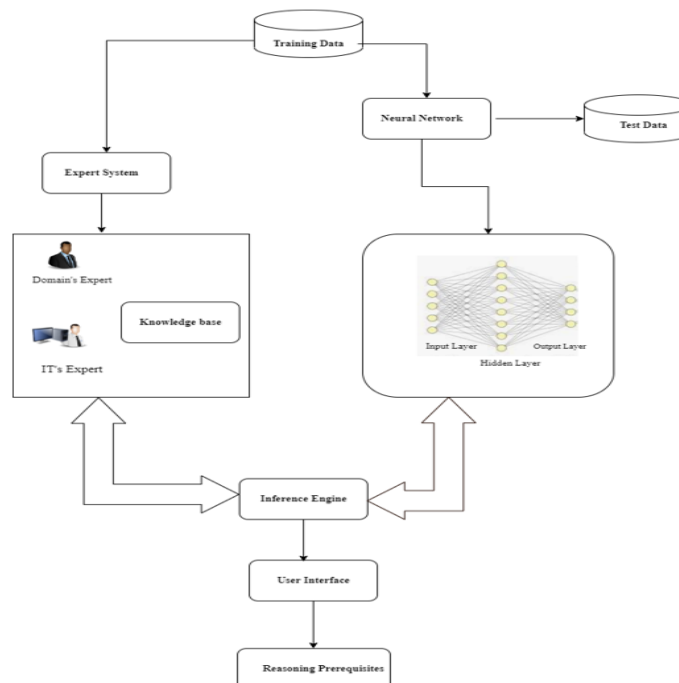 Training Data
Neural Network
Test Data
Expert System
Domain's Expert
Knowledge base
IT's Expert
Input Layer
Output Layer
Hidden Layer
Inference Engine
User Interface
Reasoning Prerequisites